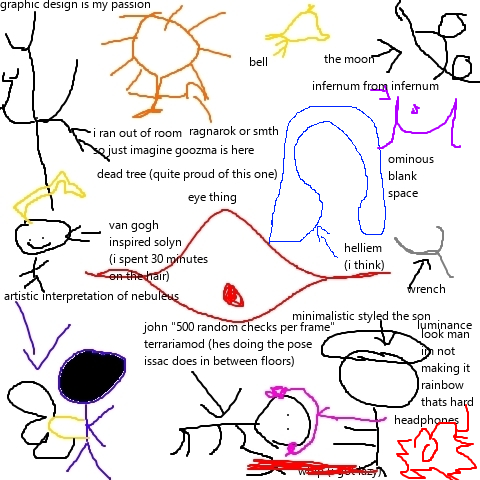 graphic design is my passion
bell
the moon
infernum from infernum
i ran out of room
so just imagine goozma is here
ragnarok or smth
dead tree (quite proud of this one)
ominous
blank
space
eye thing
van gogh
inspired solyn
(i spent 30 minutes
on the hair)
helliem
(i think)
wrench
artistic interpretation of nebuleus
minimalistic styled the son
john "500 random checks per frame"
terrariamod (hes doing the pose
issac does in between floors)
luminance
look man
im not
making it
rainbow
thats hard
headphones
(i got lazy)